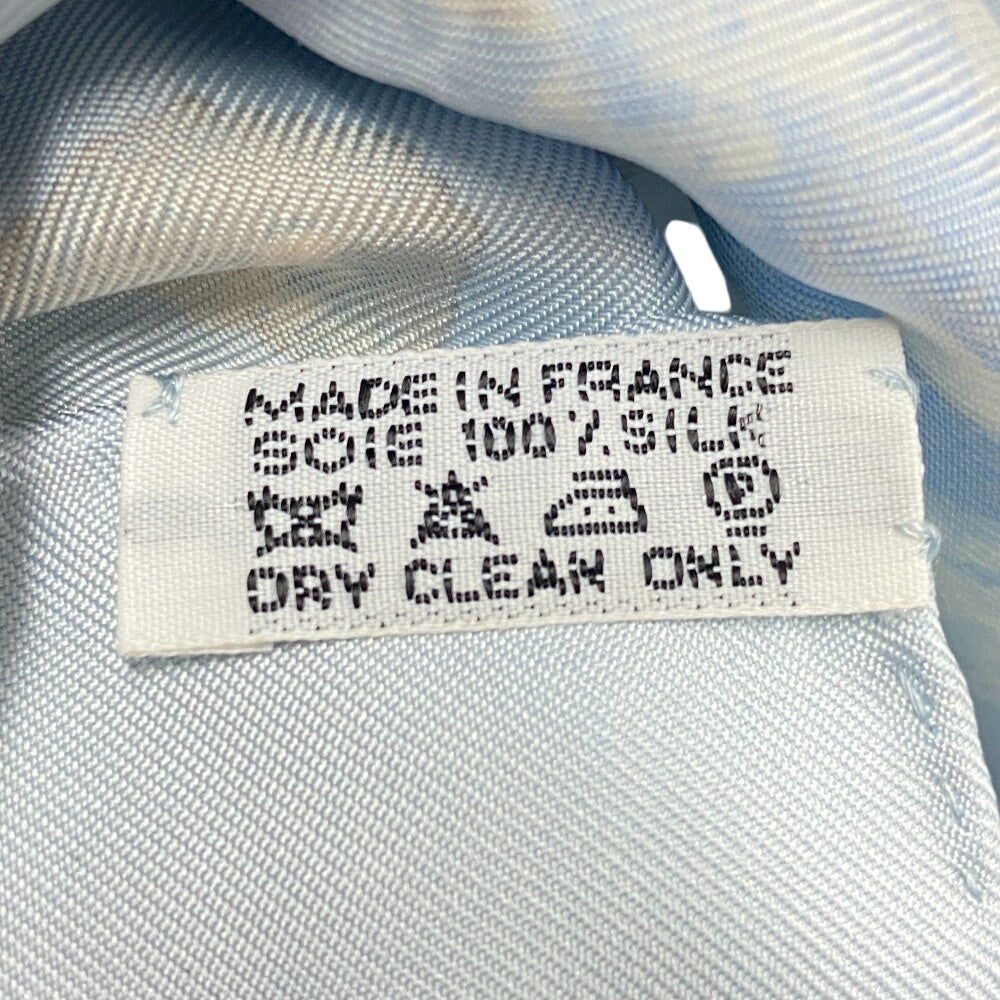 MADE IN FRANCE
SOIE 100% SILK
DRY CLEAN ONLY